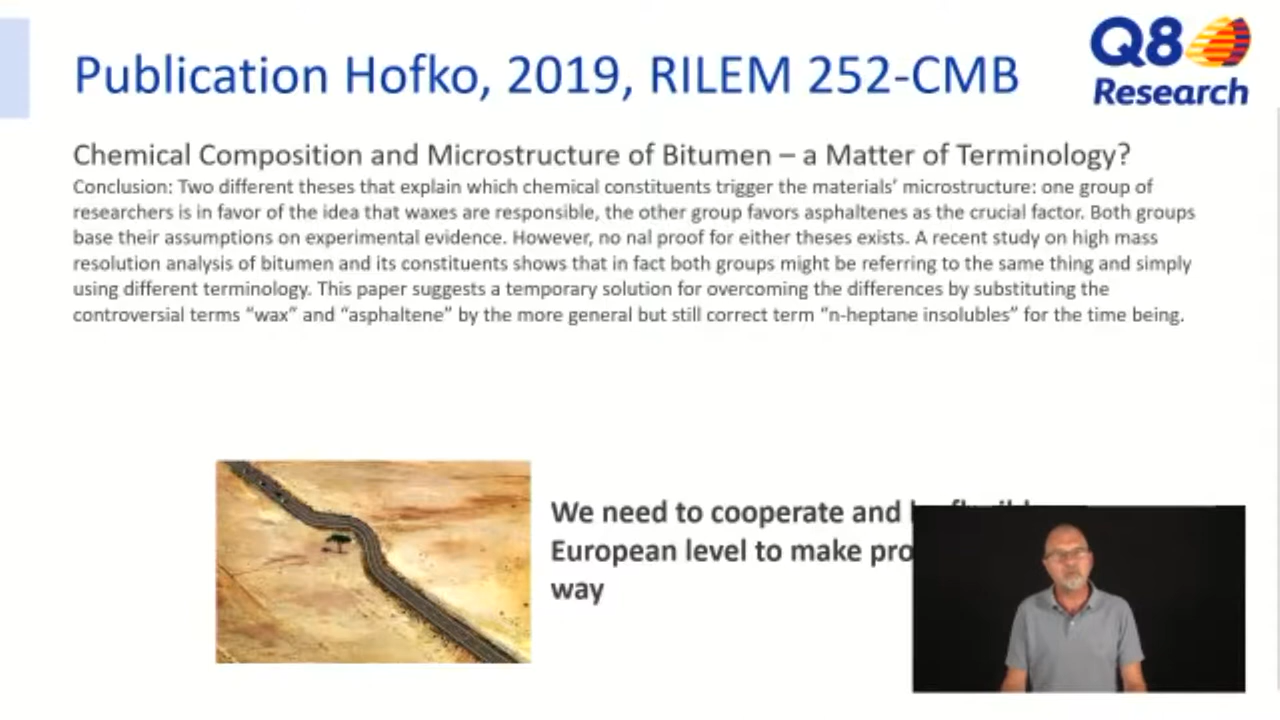 Publication Hofko, 2019, RILEM 252-CMB
Q8
Research
Chemical Composition and Microstructure of Bitumen – a Matter of Terminology?
Conclusion: Two different theses that explain which chemical constituents trigger the materials' microstructure: one group of
researchers is in favor of the idea that waxes are responsible, the other group favors asphaltenes as the crucial factor. Both groups
base their assumptions on experimental evidence. However, no nal proof for either theses exists. A recent study on high mass
resolution analysis of bitumen and its constituents shows that in fact both groups might be referring to the same thing and simply
using different terminology. This paper suggests a temporary solution for overcoming the differences by substituting the
controversial terms “wax” and “asphaltene” by the more general but still correct term “n-heptane insolubles” for the time being.
We need to cooperate and
European level to make
way